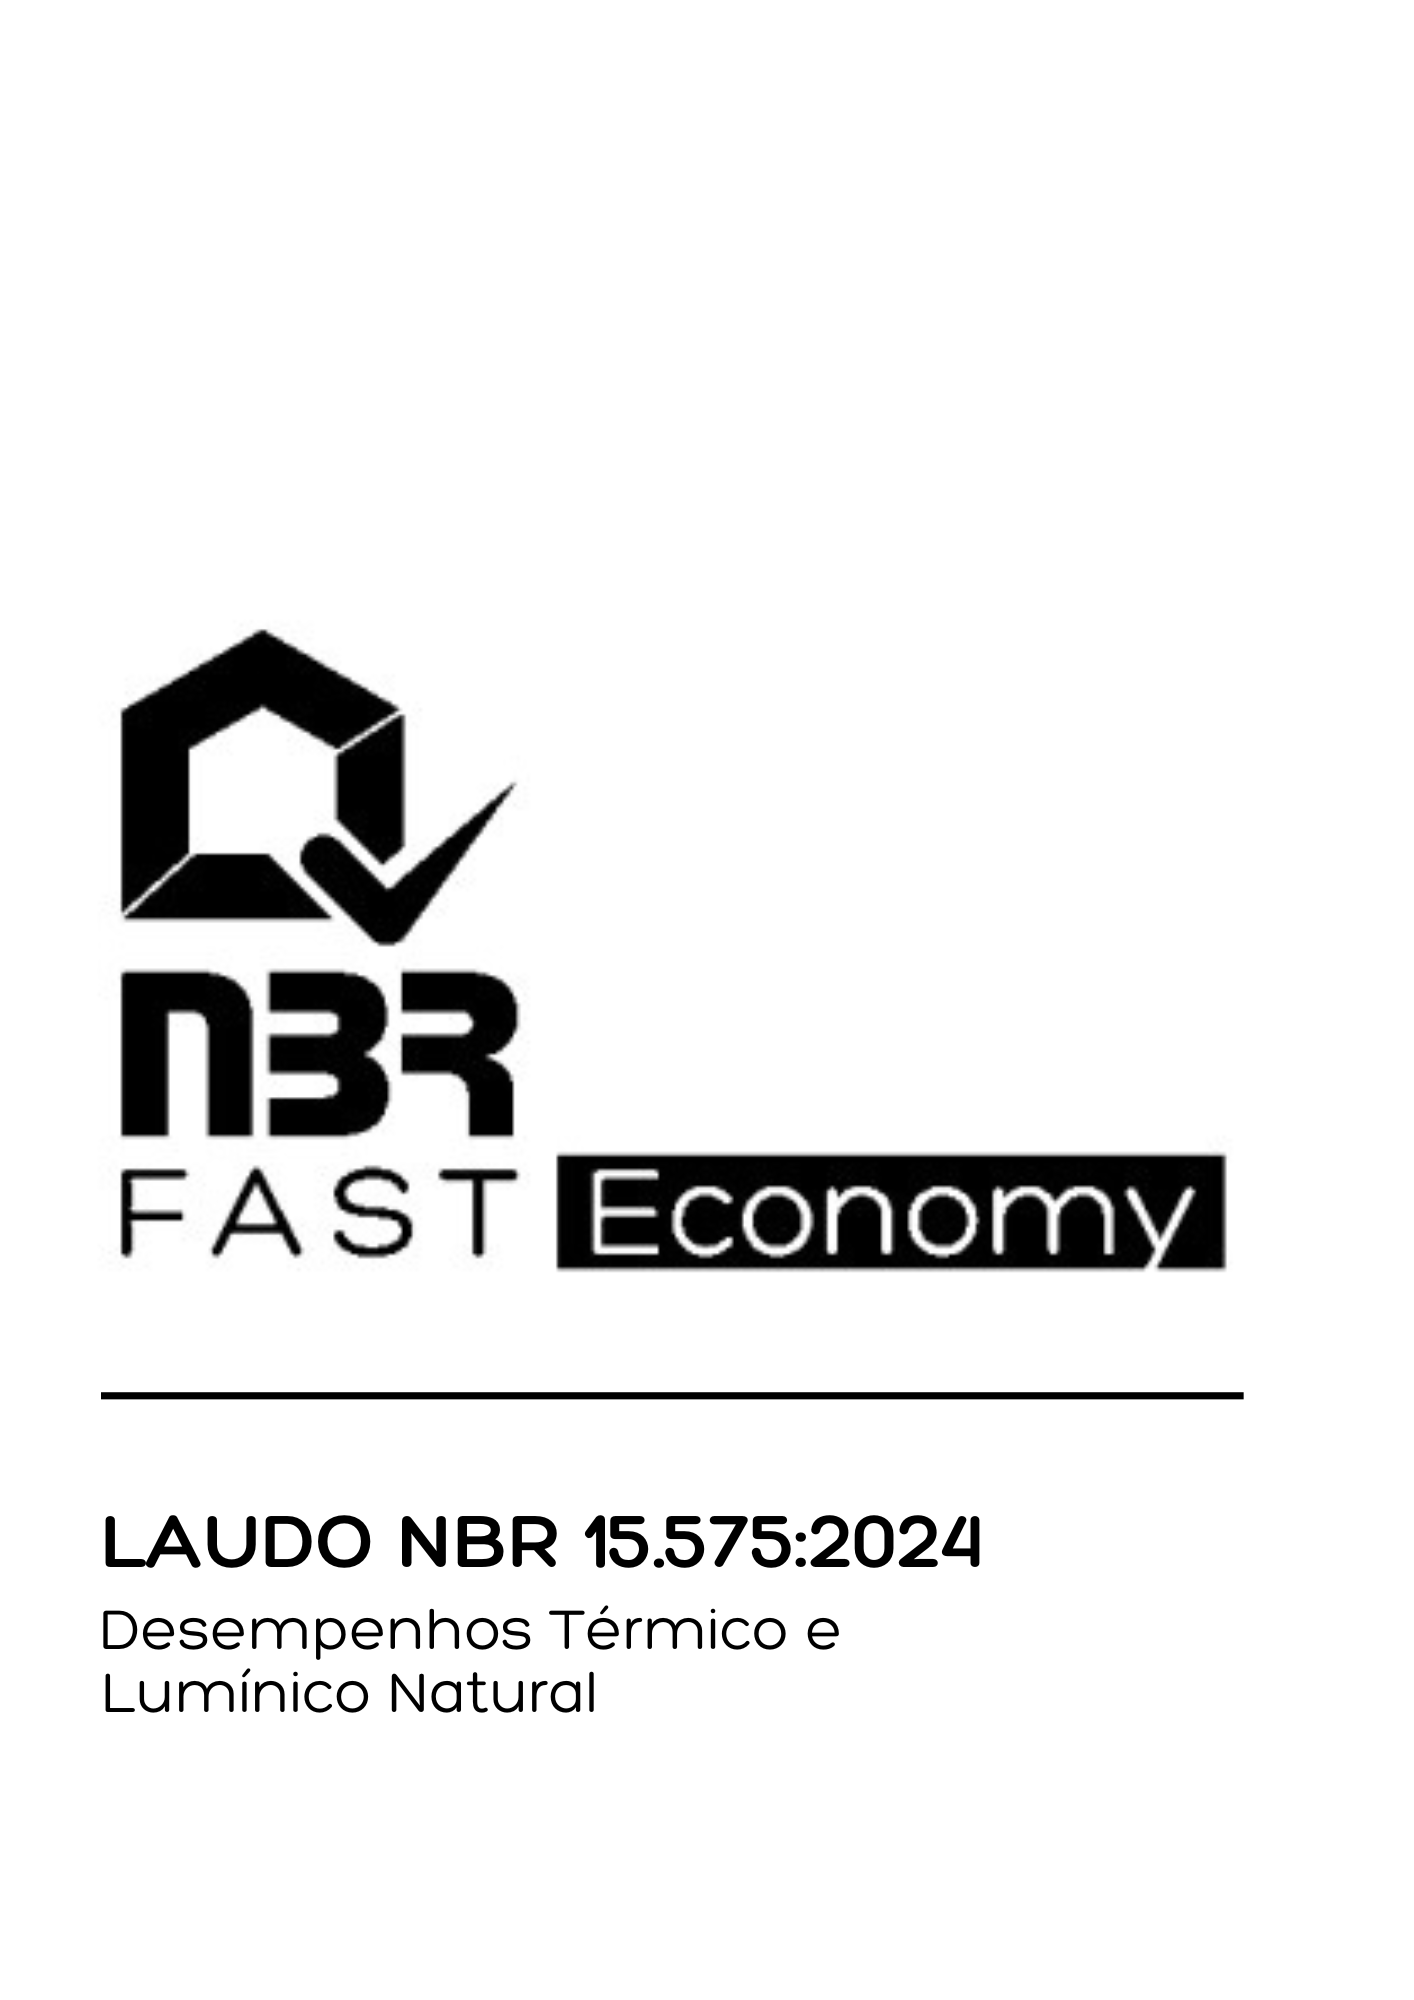 NBR
FAST Economy
LAUDO NBR 15.575:2024
Desempenhos Térmico e
Lumínico Natural